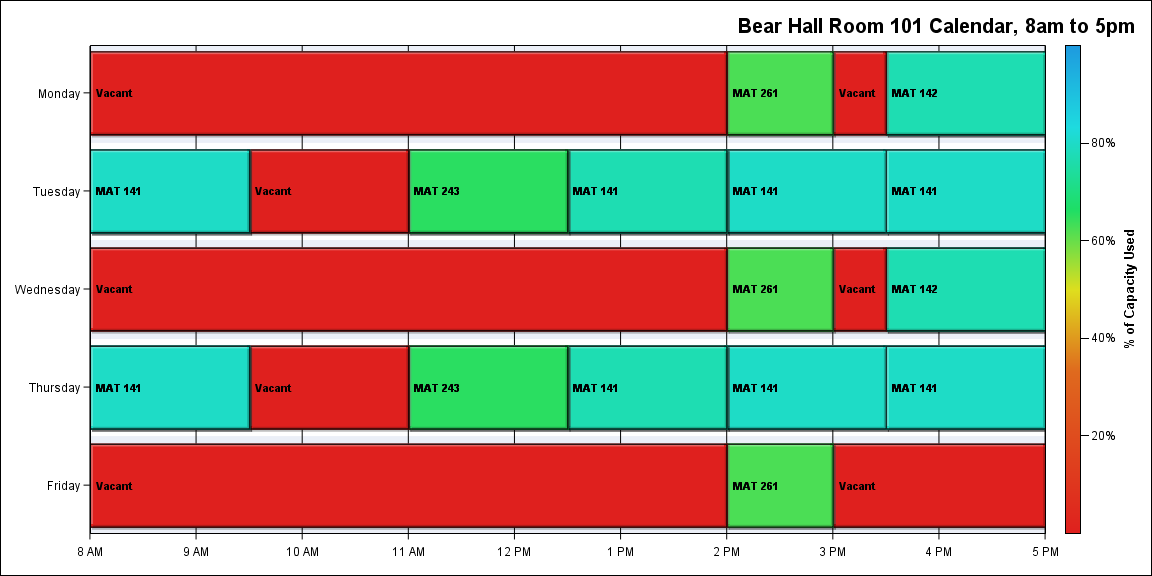 Bear Hall Room 101 Calendar, 8am to 5pm
Monday
Vacant
MAT 261
Vacant
MAT 142
Tuesday
MAT 141
Vacant
MAT 243
MAT 141
MAT 141
MAT 141
Wednesday
Vacant
MAT 261
Vacant
MAT 142
Thursday
MAT 141
Vacant
MAT 243
MAT 141
MAT 141
MAT 141
Friday
Vacant
MAT 261
Vacant
8 AM
9 AM
10 AM
11 AM
12 PM
1 PM
2 PM
3 PM
4 PM
5 PM
80%
60%
40%
20%
% of Capacity Used